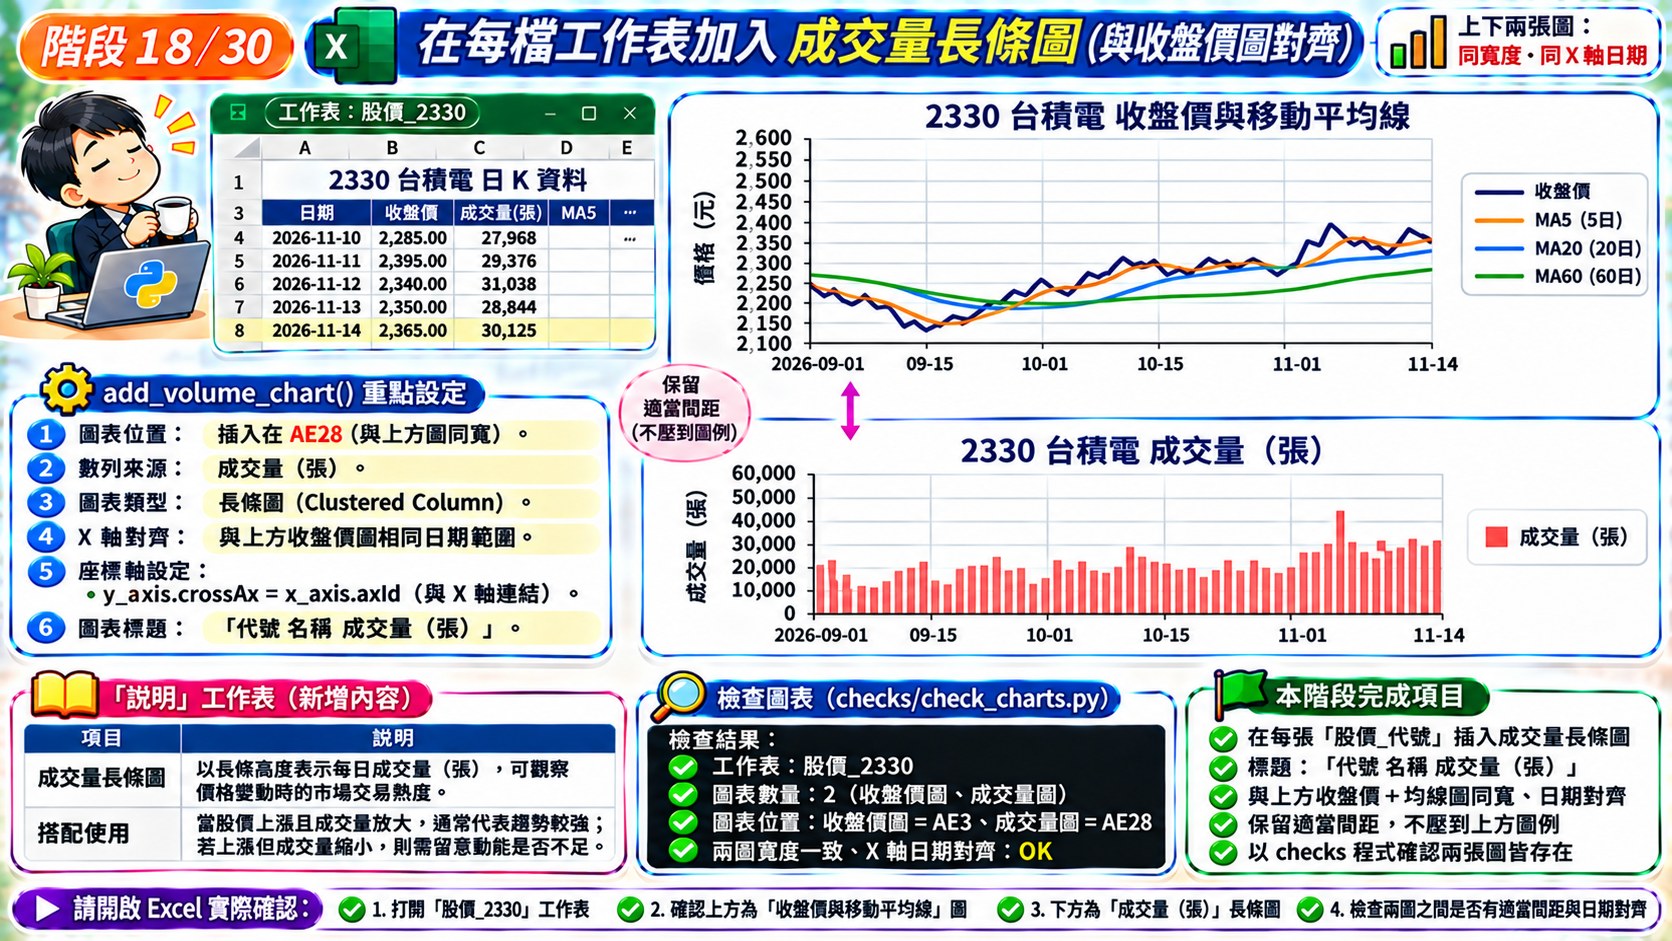 階段 18/30
X
在每檔工作表加入 成交量長條圖 (與收盤價圖對齊)
上下兩張圖：
同寬度・同 X 軸日期
工作表：股價_2330
A B C D E
1 2330 台積電 日 K 資料
3 日期 收盤價 成交量(張) MA5 ...
4 2026-11-10 2,285.00 27,968 ...
5 2026-11-11 2,395.00 29,376
6 2026-11-12 2,340.00 31,038
7 2026-11-13 2,350.00 28,844
8 2026-11-14 2,365.00 30,125
2330 台積電 收盤價與移動平均線
價格（元）
2,600
2,550
2,500
2,450
2,400
2,350
2,300
2,250
2,200
2,150
2,100
2026-09-01 09-15 10-01 10-15 11-01 11-14
收盤價
MA5（5日）
MA20（20日）
MA60（60日）
保留
適當間距
(不壓到圖例)
2330 台積電 成交量（張）
成交量（張）
60,000
50,000
40,000
30,000
20,000
10,000
0
2026-09-01 09-15 10-01 10-15 11-01 11-14
成交量（張）
add_volume_chart() 重點設定
1 圖表位置： 插入在 AE28（與上方圖同寬）。
2 數列來源： 成交量（張）。
3 圖表類型： 長條圖（Clustered Column）。
4 X 軸對齊： 與上方收盤價圖相同日期範圍。
5 座標軸設定：
• y_axis.crossAx = x_axis.axId（與 X 軸連結）。
6 圖表標題： 「代號 名稱 成交量（張）」。
「説明」工作表（新增內容）
項目 説明
成交量長條圖 以長條高度表示每日成交量（張），可觀察
價格變動時的市場交易熱度。
搭配使用 當股價上漲且成交量放大，通常代表趨勢較強；
若上漲但成交量縮小，則需留意動能是否不足。
檢查圖表（checks/check_charts.py）
檢查結果：
工作表：股價_2330
圖表數量：2（收盤價圖、成交量圖）
圖表位置：收盤價圖＝AE3、成交量圖＝AE28
兩圖寬度一致、X 軸日期對齊：OK
本階段完成項目
在每張「股價_代號」插入成交量長條圖
標題：「代號 名稱 成交量（張）」
與上方收盤價＋均線圖同寬、日期對齊
保留適當間距，不壓到上方圖例
以 checks 程式確認兩張圖皆存在
請開啟 Excel 實際確認：
1. 打開「股價_2330」工作表
2. 確認上方為「收盤價與移動平均線」圖
3. 下方為「成交量（張）」長條圖
4. 檢查兩圖之間是否有適當間距與日期對齊